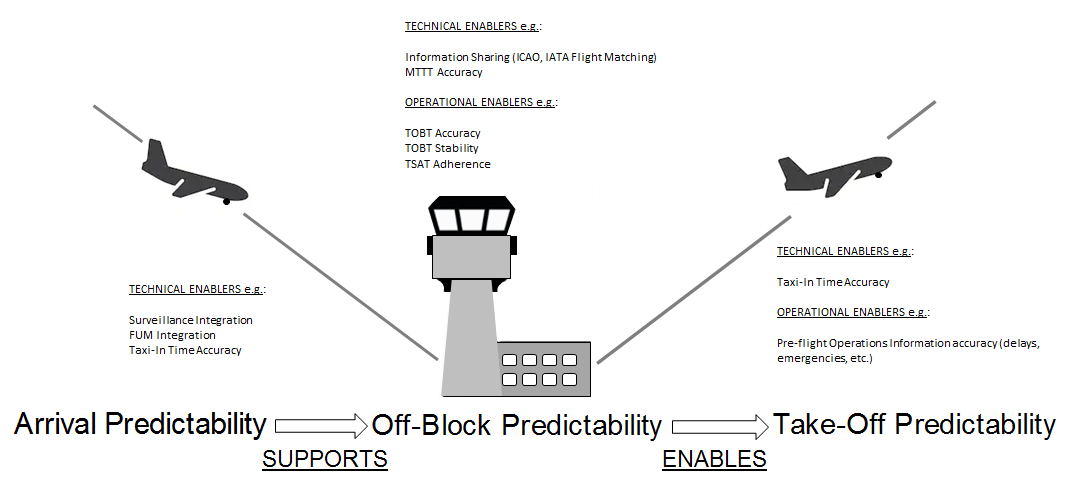 TECHNICAL ENABLERS e.g.:
Information Sharing (ICAO, IATA Flight Matching)
MTTT Accuracy
OPERATIONAL ENABLERS e.g.:
TOBT Accuracy
TOBT Stability
TSAT Adherence
TECHNICAL ENABLERS e.g.:
Surveillance Integration
FUM Integration
Taxi-In Time Accuracy
TECHNICAL ENABLERS e.g.:
Taxi-In Time Accuracy
OPERATIONAL ENABLERS e.g.:
Pre-flight Operations Information accuracy (delays,
emergencies, etc.)
Arrival Predictability
SUPPORTS
Off-Block Predictability
ENABLES
Take-Off Predictability